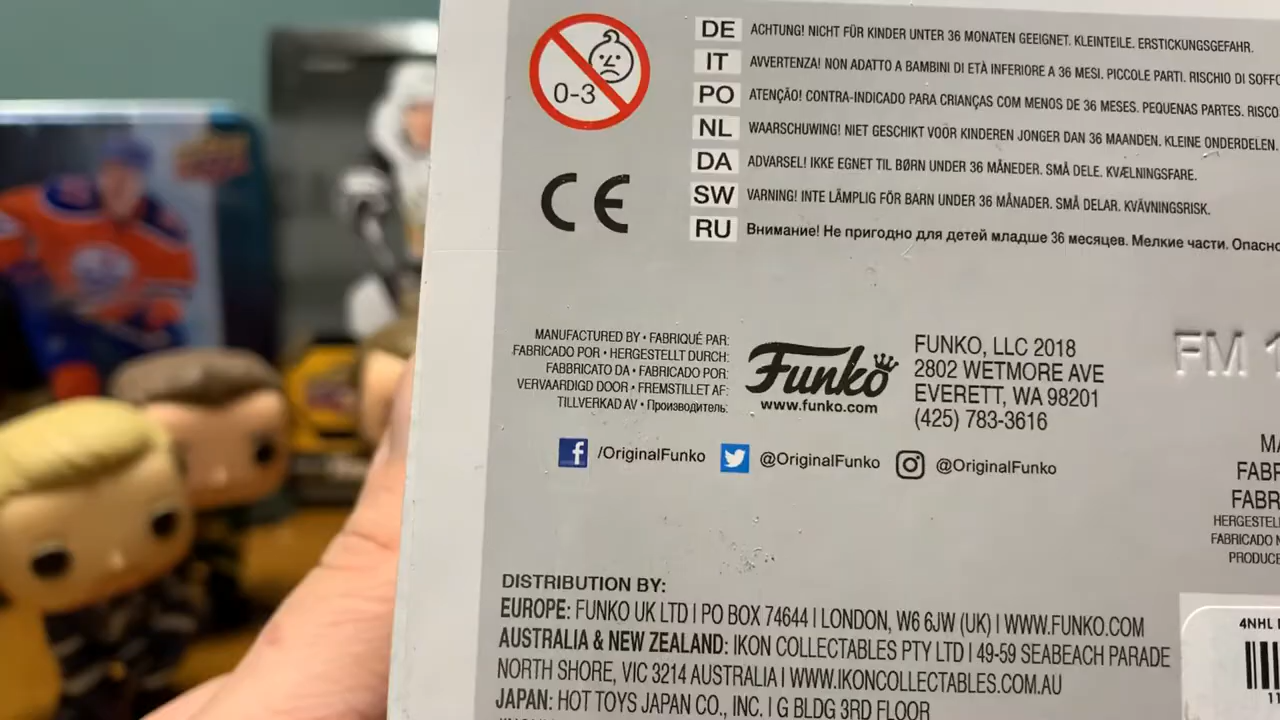 0-3
DE ACHTUNG! NICHT FÜR KINDER UNTER 36 MONATEN GEEIGNET. KLEINTEILE. ERSTICKUNGSGEFAHR.
IT AVVERTENZA! NON ADATTO A BAMBINI DI ETÀ INFERIORE A 36 MESI. PICCOLE PARTI. RISCHIO DI SOFFO
PO ATENÇÃO! CONTRA-INDICADO PARA CRIANÇAS COM MENOS DE 36 MESES. PEQUENAS PARTES. RISCO
NL WAARSCHUWING! NIET GESCHIKT VOOR KINDEREN JONGER DAN 36 MAANDEN. KLEINE ONDERDELEN.
DA ADVARSEL! IKKE EGNET TIL BØRN UNDER 36 MÅNEDER. SMÅ DELE. KVÆLNINGSFARE.
SW VARNING! INTE LÄMPLIG FÖR BARN UNDER 36 MÅNADER. SMÅ DELAR. KVÄVNINGSRISK.
RU Внимание! Не пригодно для детей младше 36 месяцев. Мелкие части. Опасно
CE
MANUFACTURED BY • FABRIQUÉ PAR:
FABRICADO POR • HERGESTELLT DURCH:
FABBRICATO DA • FABRICADO POR:
VERVAARDIGD DOOR • FREMSTILLET AF:
TILLVERKAD AV • Производитель:
Funko
www.funko.com
FUNKO, LLC 2018
2802 WETMORE AVE
EVERETT, WA 98201
(425) 783-3616
FM 1
/OriginalFunko @OriginalFunko @OriginalFunko
MA
FABR
FABR
HERGESTEL
FABRICADO
PRODUCE
DISTRIBUTION BY:
EUROPE: FUNKO UK LTD | PO BOX 74644 | LONDON, W6 6JW (UK) | WWW.FUNKO.COM
AUSTRALIA & NEW ZEALAND: IKON COLLECTABLES PTY LTD | 49-59 SEABEACH PARADE
NORTH SHORE, VIC 3214 AUSTRALIA | WWW.IKONCOLLECTABLES.COM.AU
JAPAN: HOT TOYS JAPAN CO., INC. | G BLDG 3RD FLOOR
4NHL